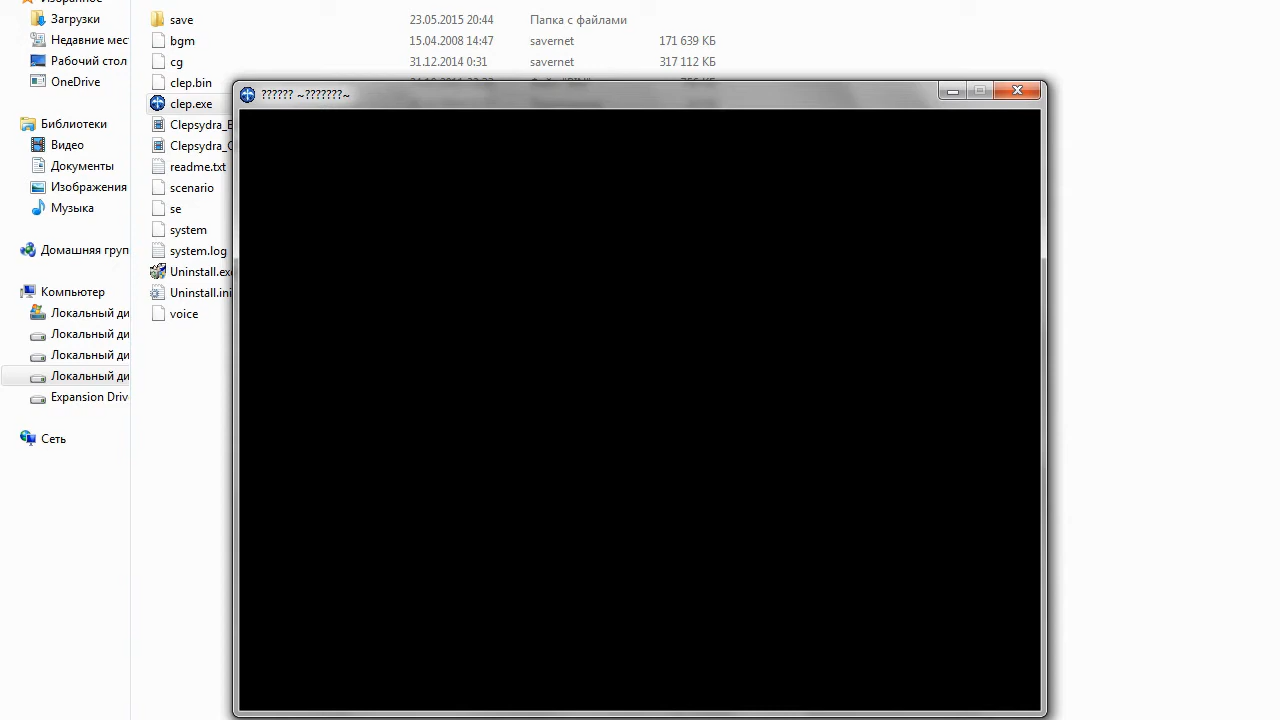 Загрузки
Недавние мес
Рабочий стол
OneDrive
Библиотеки
Видео
Документы
Изображения
Музыка
Домашняя груп
Компьютер
Локальный ди
Локальный ди
Локальный ди
Локальный ди
Expansion Driv
Сеть
save 23.05.2015 20:44 Папка с файлами
bgm 15.04.2008 14:47 savernet 171 639 КБ
cg 31.12.2014 0:31 savernet 317 112 КБ
clep.bin
clep.exe
Clepsydra_
Clepsydra_
readme.txt
scenario
se
system
system.log
Uninstall.exe
Uninstall.ini
voice
?????? ~???????~